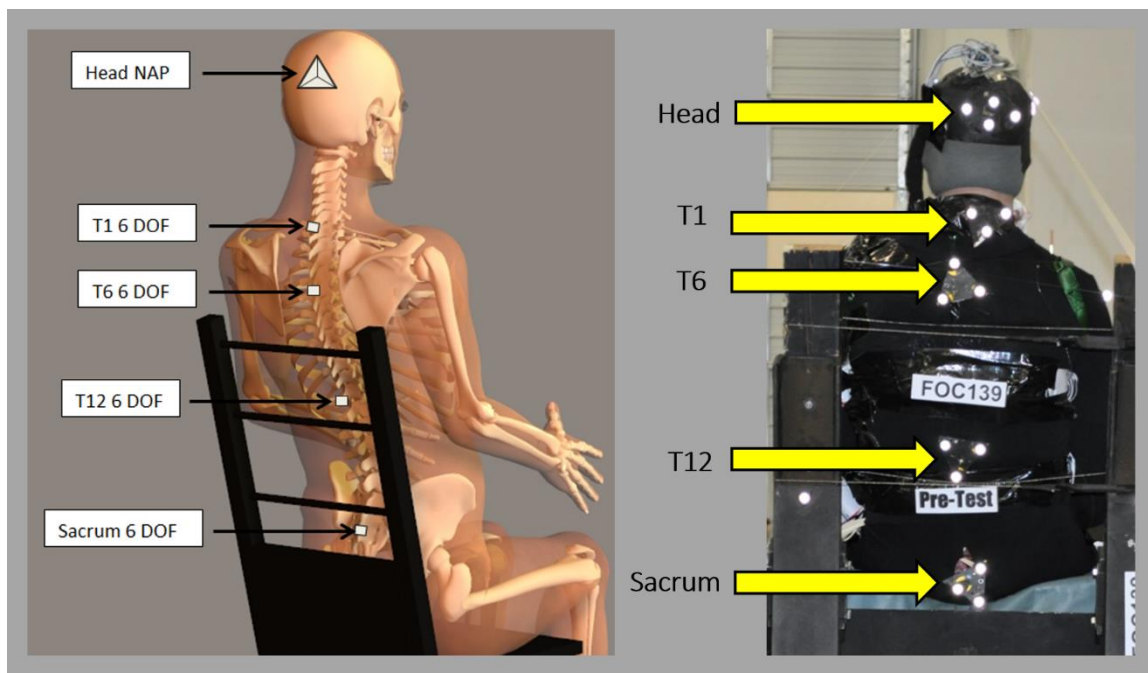 Head NAP
T1 6 DOF
T6 6 DOF
T12 6 DOF
Sacrum 6 DOF
Head
T1
T6
FOC139
T12
Pre-Test
Sacrum